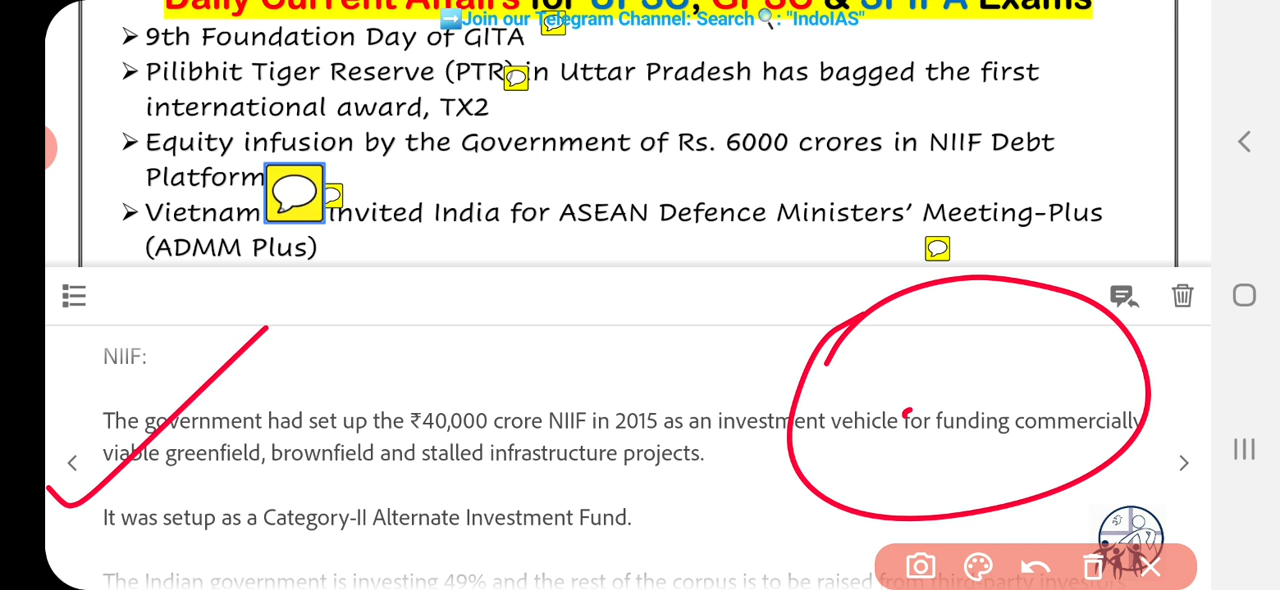 Daily Current Affairs for UPSC, GPSC & SPIPA Exams
➡Join our Telegram Channel: Search🔍: "IndoIAS"
➢ 9th Foundation Day of GITA
➢ Pilibhit Tiger Reserve (PTR) in Uttar Pradesh has bagged the first
international award, TX2
➢ Equity infusion by the Government of Rs. 6000 crores in NIIF Debt
Platform
➢ Vietnam invited India for ASEAN Defence Ministers’ Meeting-Plus
(ADMM Plus)
NIIF:
The government had set up the ₹40,000 crore NIIF in 2015 as an investment vehicle for funding commercially
viable greenfield, brownfield and stalled infrastructure projects.
It was setup as a Category-II Alternate Investment Fund.
The Indian government is investing 49% and the rest of the corpus is to be raised from third-party investors